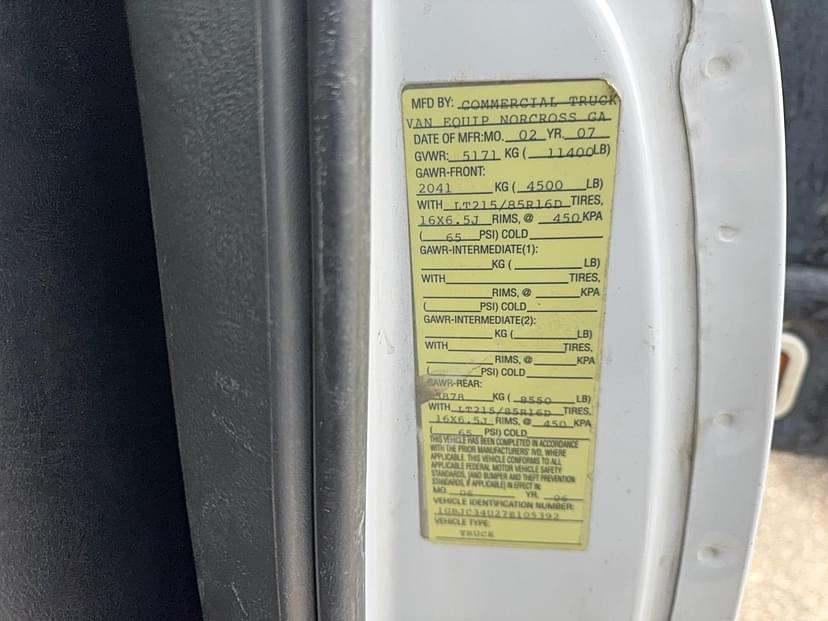 MFD BY: COMMERCIAL TRUCK
VAN EQUIP NORCROSS GA
DATE OF MFR: MO. 02 YR. 07
GVWR: 5171 KG ( 11400 LB)
GAWR-FRONT:
2041 KG ( 4500 LB)
WITH LT215/85R16D TIRES,
16X6.5J RIMS, @ 450 KPA
( 65 PSI) COLD
GAWR-INTERMEDIATE(1):
KG ( LB)
WITH TIRES,
RIMS, @ KPA
( PSI) COLD
GAWR-INTERMEDIATE(2):
KG ( LB)
WITH TIRES,
RIMS, @ KPA
( PSI) COLD
GAWR-REAR:
3878 KG ( 8550 LB)
WITH LT215/85R16D TIRES,
16X6.5J RIMS, @ 450 KPA
( 65 PSI) COLD
THIS VEHICLE HAS BEEN COMPLETED IN ACCORDANCE
WITH THE PRIOR MANUFACTURERS' IVD, WHERE
APPLICABLE. THIS VEHICLE CONFORMS TO ALL
APPLICABLE FEDERAL MOTOR VEHICLE SAFETY
STANDARDS, [AND BUMPER AND THEFT PREVENTION
STANDARDS, IF APPLICABLE] IN EFFECT IN:
MO. 06 YR. 06
VEHICLE IDENTIFICATION NUMBER:
1GBJC34U27E105392
VEHICLE TYPE:
TRUCK